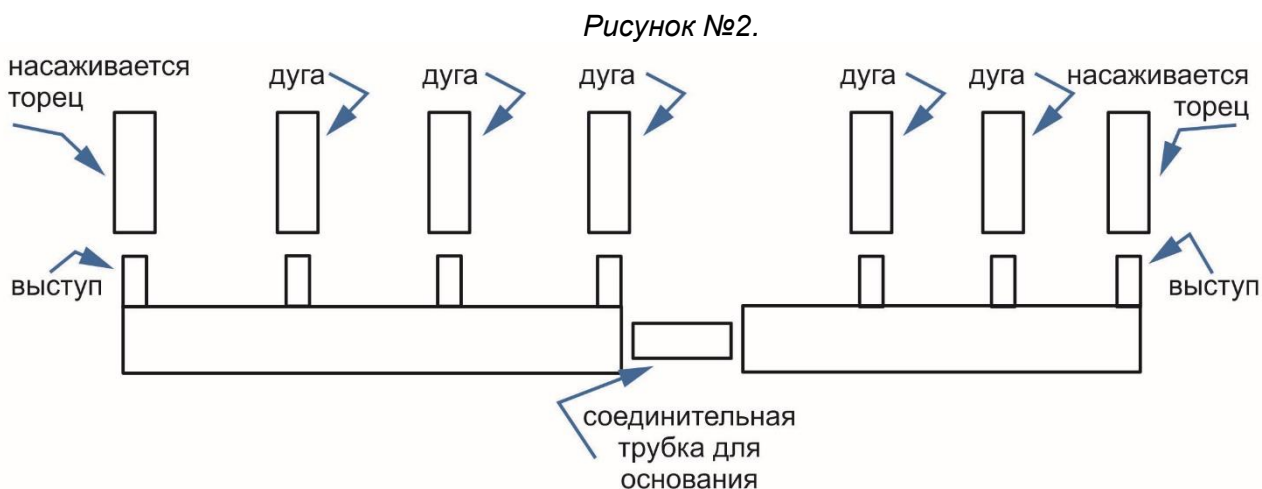 Рисунок №2.
насаживается
торец
дуга
дуга
дуга
дуга
дуга
насаживается
торец
выступ
выступ
соединительная
трубка для
основания